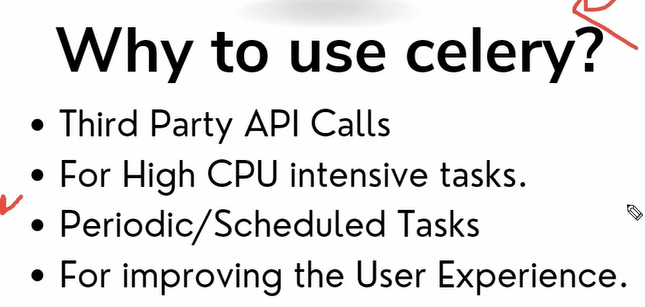 Why to use celery?
• Third Party API Calls
• For High CPU intensive tasks.
• Periodic/Scheduled Tasks
• For improving the User Experience.